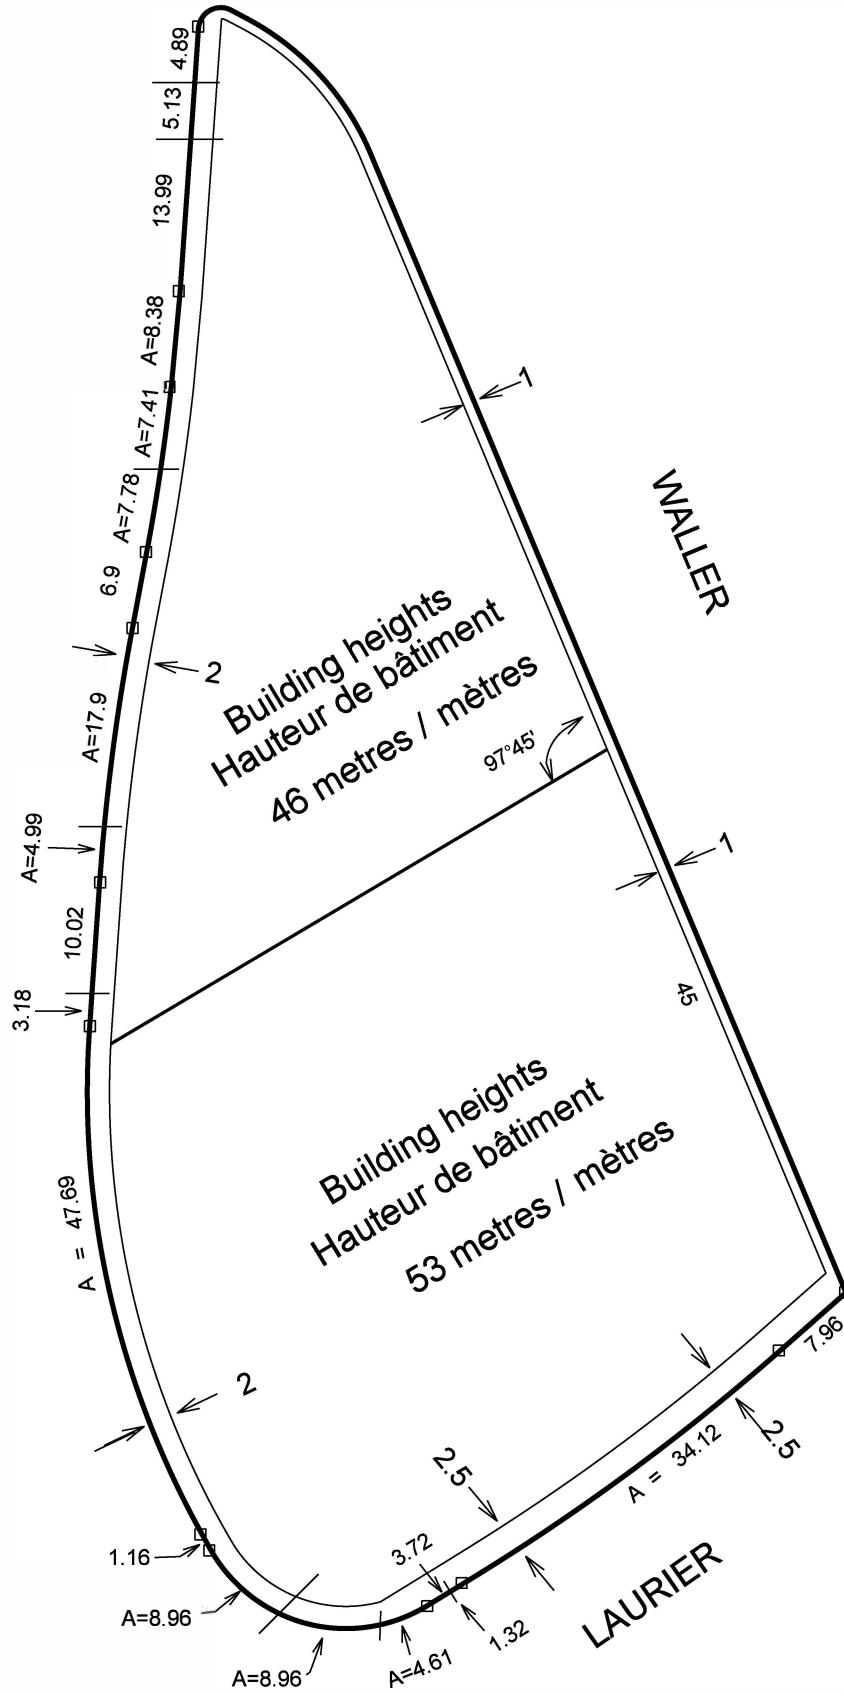 4.89
5.13
13.99
A=8.38
A=7.41
A=7.78
6.9
A=17.9
A=4.99
10.02
3.18
A = 47.69
1.16
A=8.96
A=8.96
A=4.61
1.32
3.72
A = 34.12
7.96
2.5
2.5
2
2
1
1
45
WALLER
LAURIER
97°45'
Building heights
Hauteur de bâtiment
46 metres / mètres
Building heights
Hauteur de bâtiment
53 metres / mètres